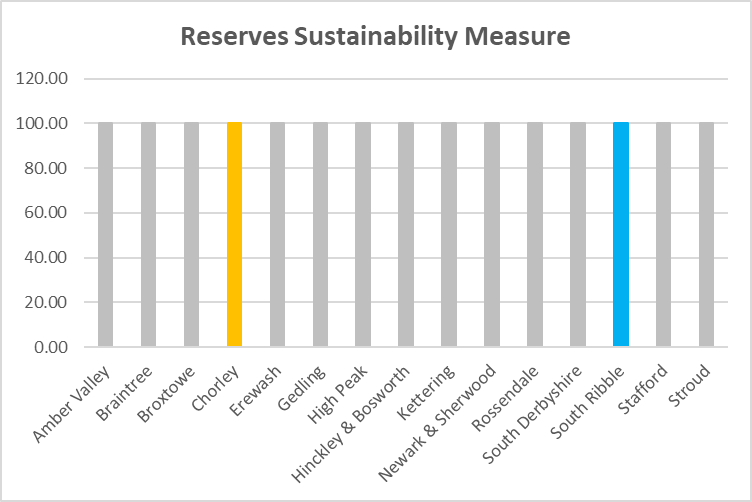 Reserves Sustainability Measure
120.00
100.00
80.00
60.00
40.00
20.00
0.00
Amber Valley
Braintree
Broxtowe
Chorley
Erewash
Gedling
High Peak
Hinckley & Bosworth
Kettering
Newark & Sherwood
Rossendale
South Derbyshire
South Ribble
Stafford
Stroud